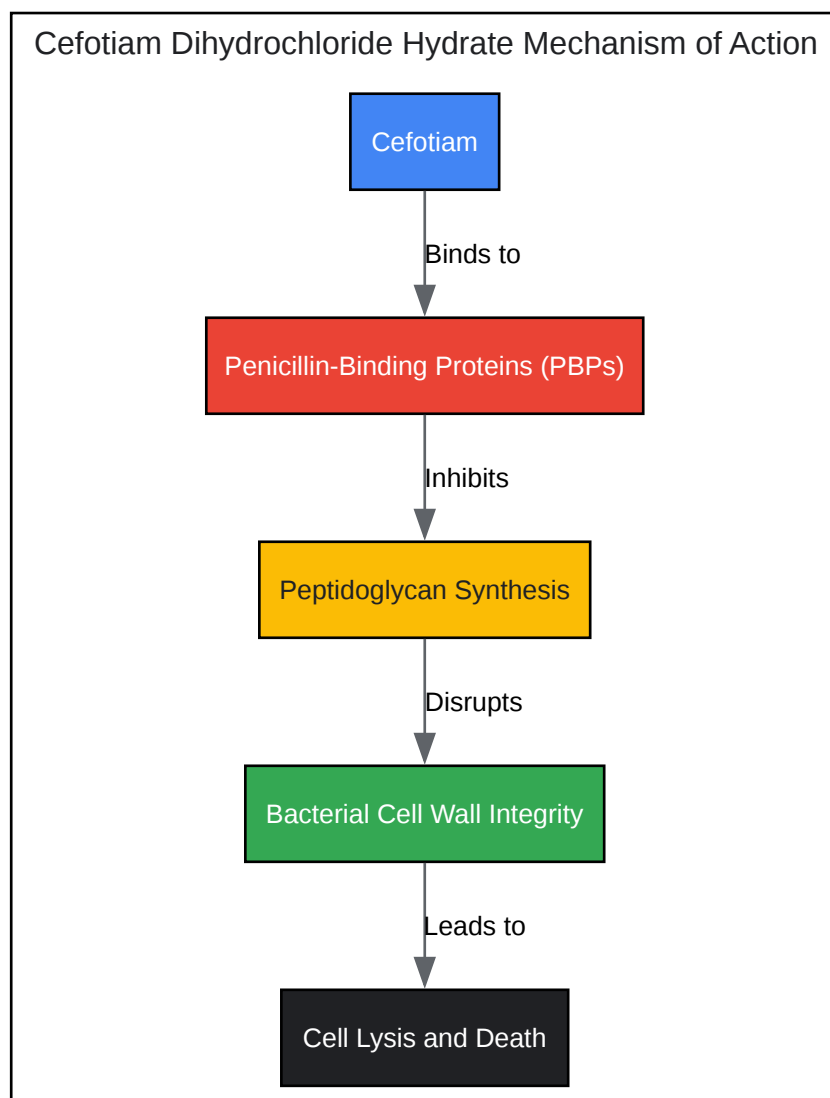 Cefotiam Dihydrochloride Hydrate Mechanism of Action
Cefotiam
Binds to
Penicillin-Binding Proteins (PBPs)
Inhibits
Peptidoglycan Synthesis
Disrupts
Bacterial Cell Wall Integrity
Leads to
Cell Lysis and Death